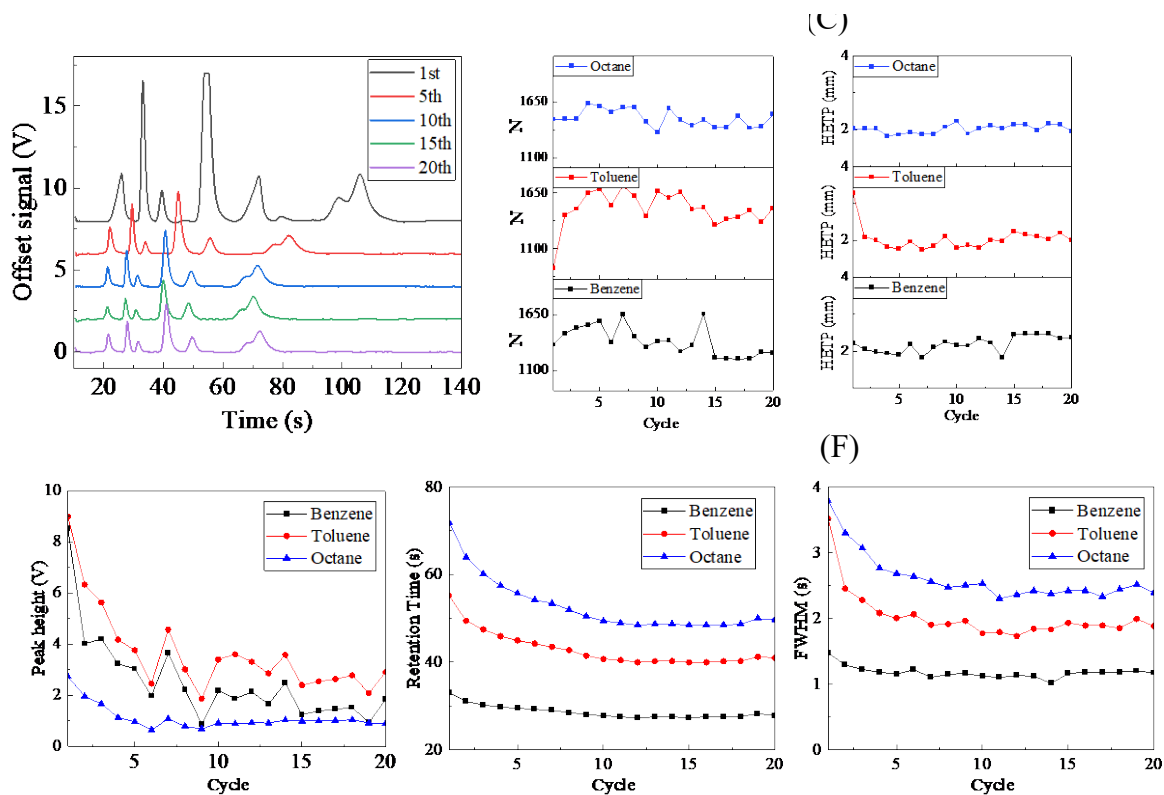 (C)
15
10
5
0
Offset signal (V)
1st
5th
10th
15th
20th
20
40
60
80
100
120
140
Time (s)
Octane
1650
1100
N
Toluene
1650
1100
N
Benzene
1650
1100
N
5
10
15
20
Cycle
4
Octane
2
HETP (mm)
4
Toluene
2
HETP (mm)
4
Benzene
2
HETP (mm)
5
10
15
20
Cycle
10
8
6
4
2
0
Peak height (V)
Benzene
Toluene
Octane
5
10
15
20
Cycle
80
60
40
20
Retention Time (s)
Benzene
Toluene
Octane
5
10
15
20
Cycle
(F)
4
3
2
1
0
FWHM (s)
Benzene
Toluene
Octane
5
10
15
20
Cycle